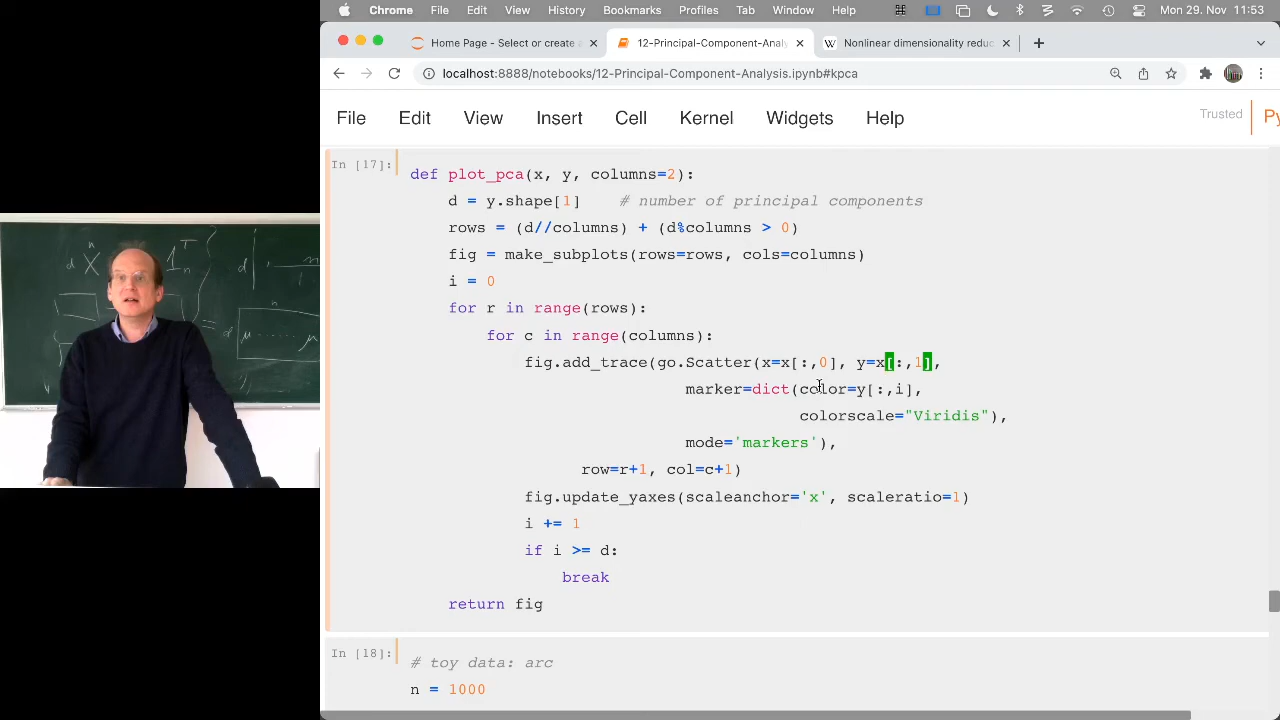 Chrome File Edit View History Bookmarks Profiles Tab Window Help Mon 29. Nov 11:53
Home Page - Select or create a
12-Principal-Component-Analy
W Nonlinear dimensionality reduc
localhost:8888/notebooks/12-Principal-Component-Analysis.ipynb#kpca
File Edit View Insert Cell Kernel Widgets Help Trusted Py
In [17]:
def plot_pca(x, y, columns=2):
d = y.shape[1] # number of principal components
rows = (d//columns) + (d%columns > 0)
fig = make_subplots(rows=rows, cols=columns)
i = 0
for r in range(rows):
for c in range(columns):
fig.add_trace(go.Scatter(x=x[:,0], y=x[:,1],
marker=dict(color=y[:,i],
colorscale="Viridis"),
mode='markers'),
row=r+1, col=c+1)
fig.update_yaxes(scaleanchor='x', scaleratio=1)
i += 1
if i >= d:
break
return fig
In [18]:
# toy data: arc
n = 1000